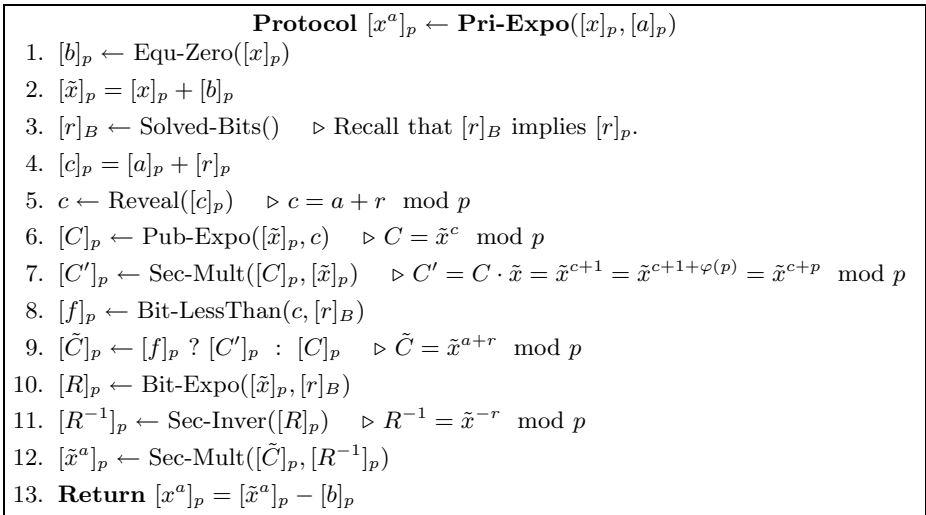 Protocol [x^a]_p ← Pri-Expo([x]_p, [a]_p)
1. [b]_p ← Equ-Zero([x]_p)
2. [x̃]_p = [x]_p + [b]_p
3. [r]_B ← Solved-Bits() ▷ Recall that [r]_B implies [r]_p.
4. [c]_p = [a]_p + [r]_p
5. c ← Reveal([c]_p) ▷ c = a + r mod p
6. [C]_p ← Pub-Expo([x̃]_p, c) ▷ C = x̃^c mod p
7. [C′]_p ← Sec-Mult([C]_p, [x̃]_p) ▷ C′ = C · x̃ = x̃^{c+1} = x̃^{c+1+φ(p)} = x̃^{c+p} mod p
8. [f]_p ← Bit-LessThan(c, [r]_B)
9. [C̃]_p ← [f]_p ? [C′]_p : [C]_p ▷ C̃ = x̃^{a+r} mod p
10. [R]_p ← Bit-Expo([x̃]_p, [r]_B)
11. [R^{-1}]_p ← Sec-Inver([R]_p) ▷ R^{-1} = x̃^{-r} mod p
12. [x̃^a]_p ← Sec-Mult([C̃]_p, [R^{-1}]_p)
13. Return [x^a]_p = [x̃^a]_p − [b]_p